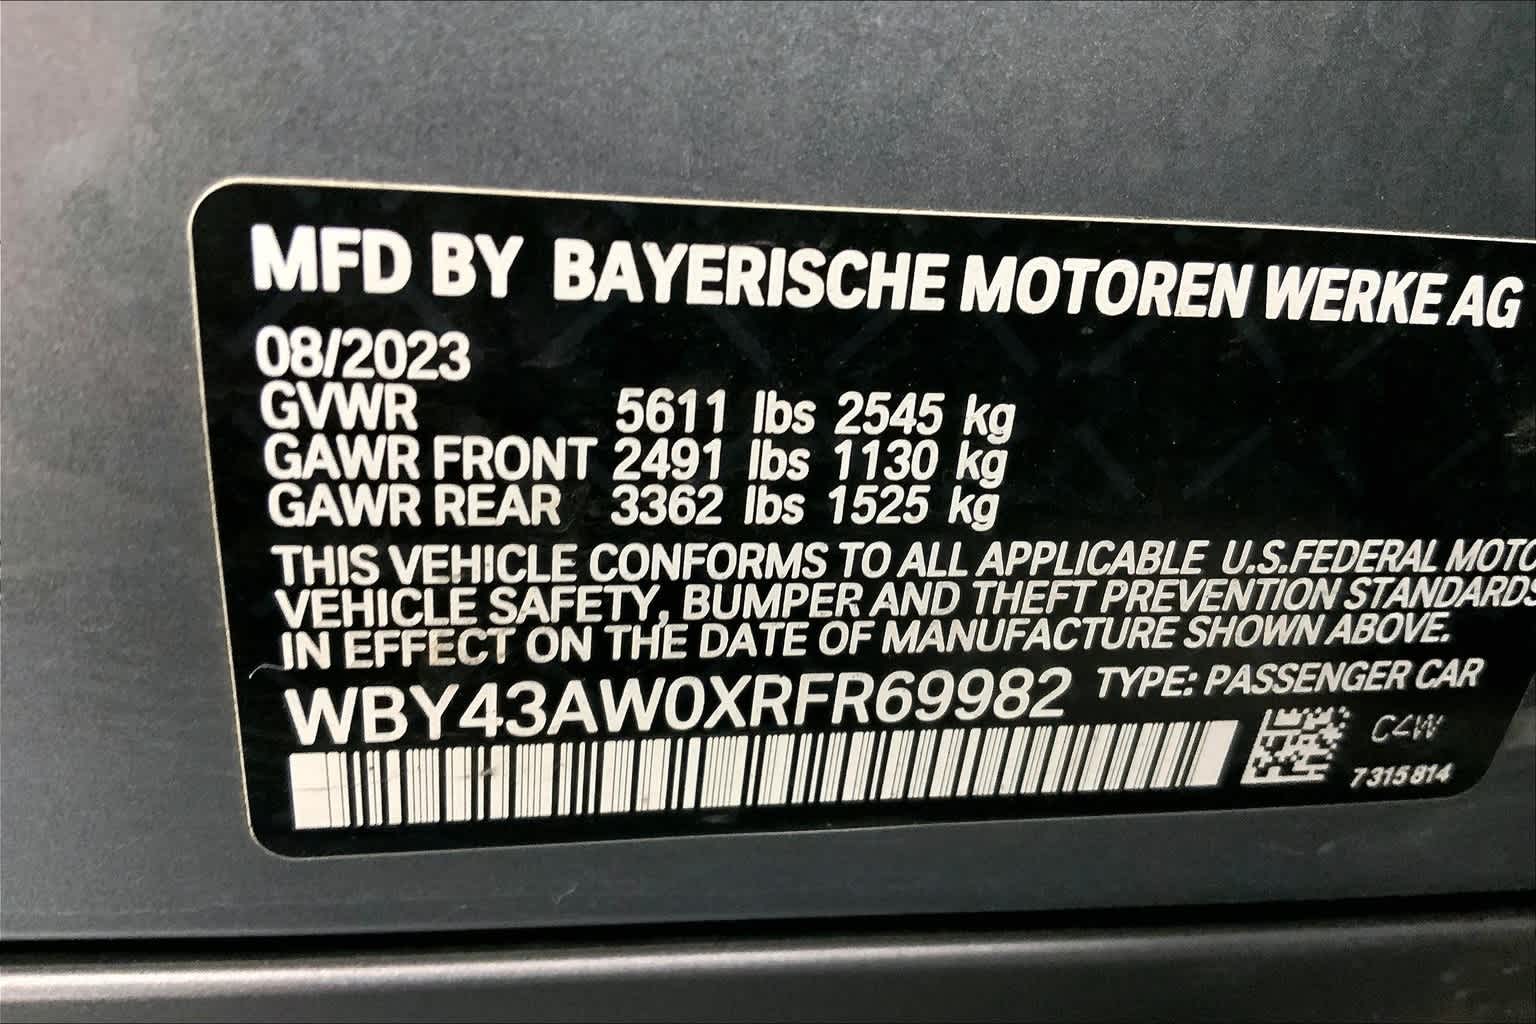 MFD BY BAYERISCHE MOTOREN WERKE AG
08/2023
GVWR 5611 lbs 2545 kg
GAWR FRONT 2491 lbs 1130 kg
GAWR REAR 3362 lbs 1525 kg
THIS VEHICLE CONFORMS TO ALL APPLICABLE U.S.FEDERAL MOTO
VEHICLE SAFETY, BUMPER AND THEFT PREVENTION STANDARDS
IN EFFECT ON THE DATE OF MANUFACTURE SHOWN ABOVE.
WBY43AW0XRFR69982 TYPE: PASSENGER CAR
C4W
7315814